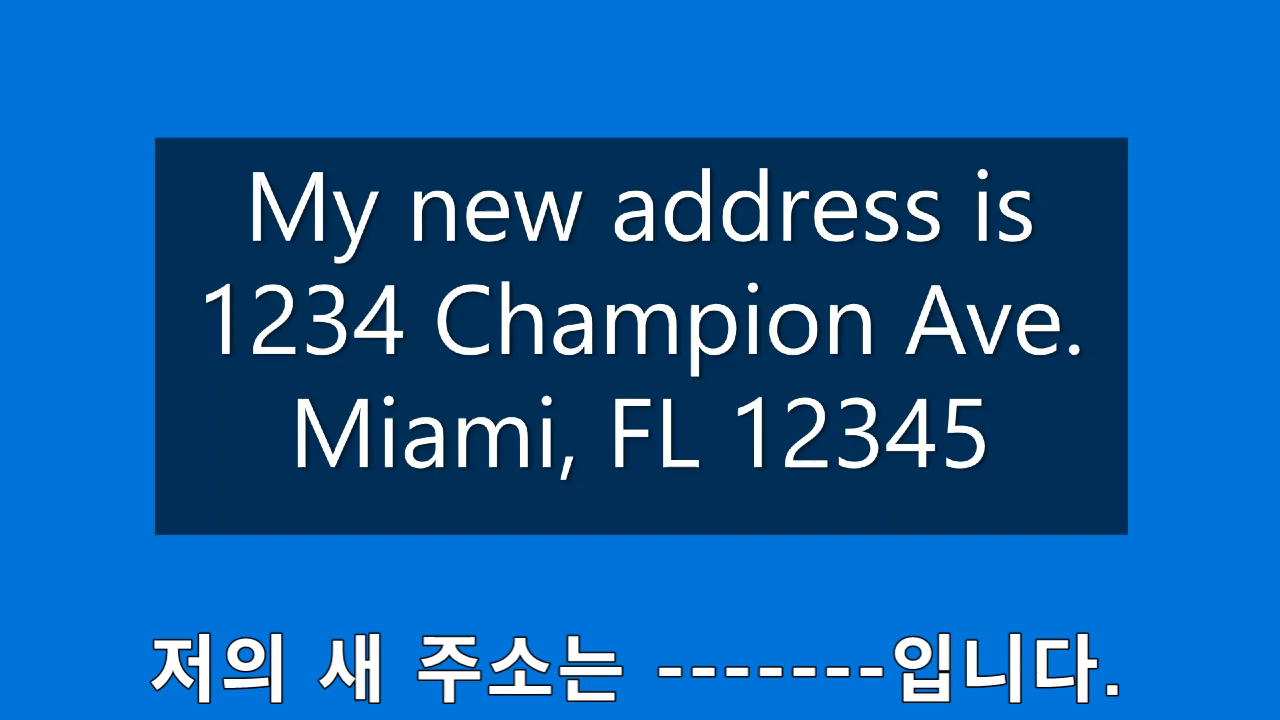 My new address is
1234 Champion Ave.
Miami, FL 12345
저의 새 주소는 -------입니다.